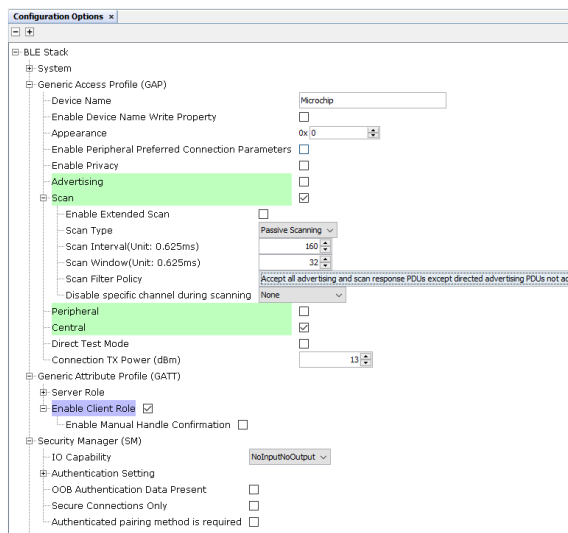 Configuration Options ×
BLE Stack
System
Generic Access Profile (GAP)
Device Name Microchip
Enable Device Name Write Property
Appearance 0x 0
Enable Peripheral Preferred Connection Parameters
Enable Privacy
Advertising
Scan
Enable Extended Scan
Scan Type Passive Scanning
Scan Interval(Unit: 0.625ms) 160
Scan Window(Unit: 0.625ms) 32
Scan Filter Policy Accept all advertising and scan response PDUs except directed advertising PDUs not ad
Disable specific channel during scanning None
Peripheral
Central
Direct Test Mode
Connection TX Power (dBm) 13
Generic Attribute Profile (GATT)
Server Role
Enable Client Role
Enable Manual Handle Confirmation
Security Manager (SM)
IO Capability NoInputNoOutput
Authentication Setting
OOB Authentication Data Present
Secure Connections Only
Authenticated pairing method is required